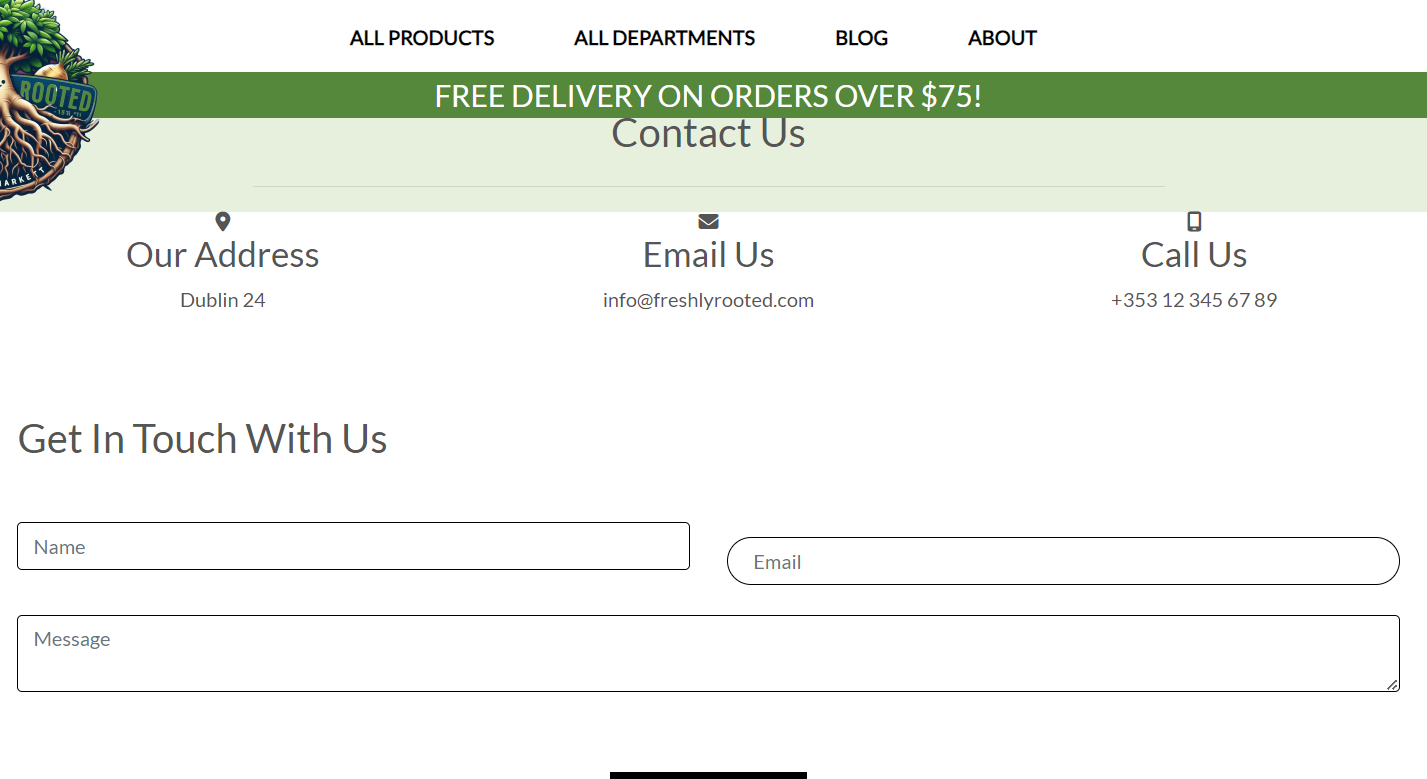 ALL PRODUCTS ALL DEPARTMENTS BLOG ABOUT
ROOTED
FREE DELIVERY ON ORDERS OVER $75!
Contact Us
Our Address Email Us Call Us
Dublin 24 info@freshlyrooted.com +353 12 345 67 89
Get In Touch With Us
Name
Email
Message